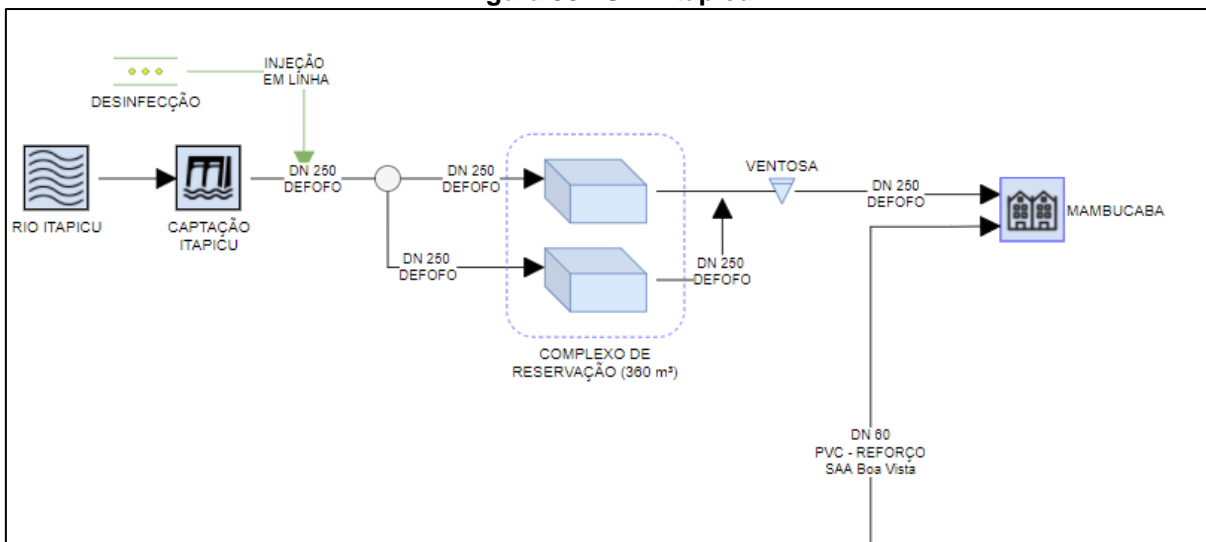 INJEÇÃO
EM LINHA
DESINFECÇÃO
DN 250
DEFOFO
DN 250
DEFOFO
VENTOSA
DN 250
DEFOFO
RIO ITAPICU
CAPTAÇÃO
ITAPICU
MAMBUCABA
DN 250
DEFOFO
DN 250
DEFOFO
COMPLEXO DE
RESERVAÇÃO (360 m³)
DN 60
PVC - REFORÇO
SAA Boa Vista